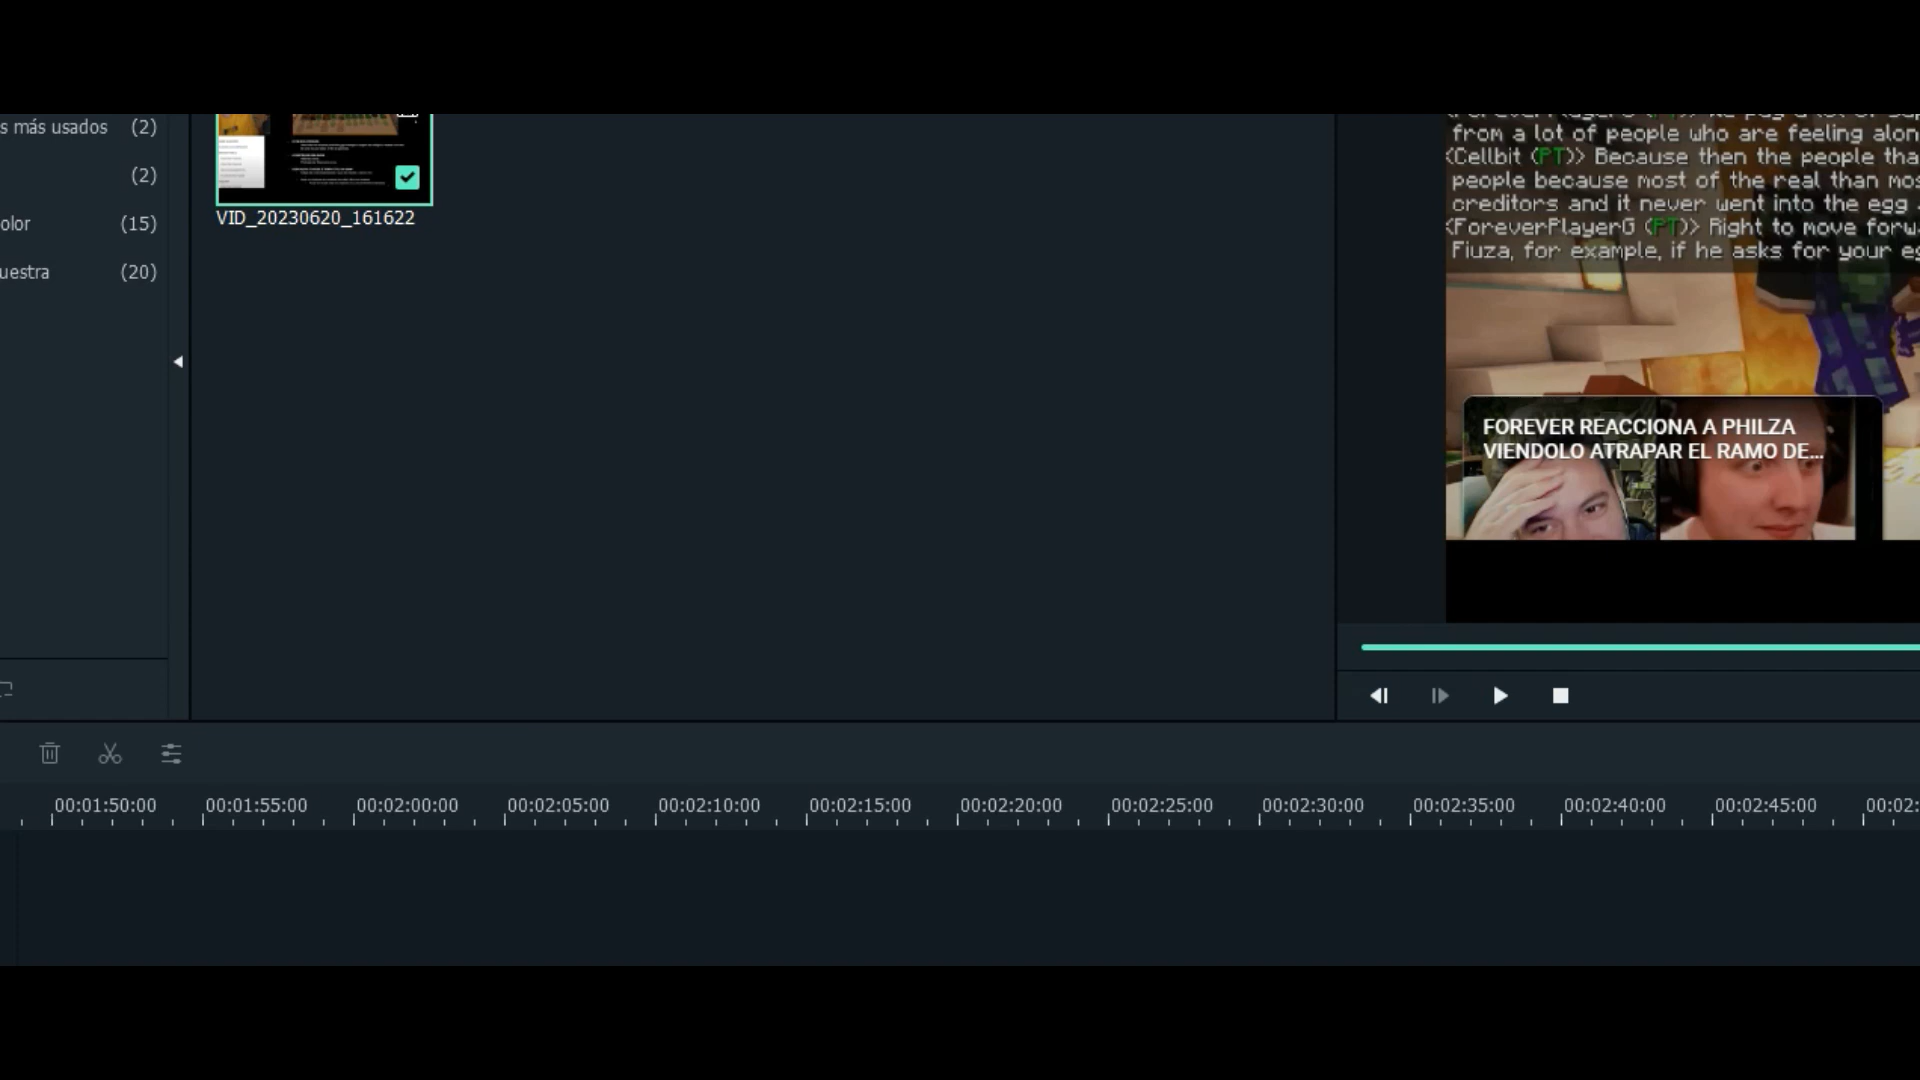 s más usados (2)
(2)
olor (15)
uestra (20)
VID_20230620_161622
from a lot of people who are feeling alon
<Cellbit (PT)> Because then the people tha
people because most of the real than mos
creditors and it never went into the egg
<ForeverPlayerG (PT)> Right to move forw
Fiuza, for example, if he asks for your eg
FOREVER REACCIONA A PHILZA
VIENDOLO ATRAPAR EL RAMO DE...
00:01:50:00 00:01:55:00 00:02:00:00 00:02:05:00 00:02:10:00 00:02:15:00 00:02:20:00 00:02:25:00 00:02:30:00 00:02:35:00 00:02:40:00 00:02:45:00 00:02: